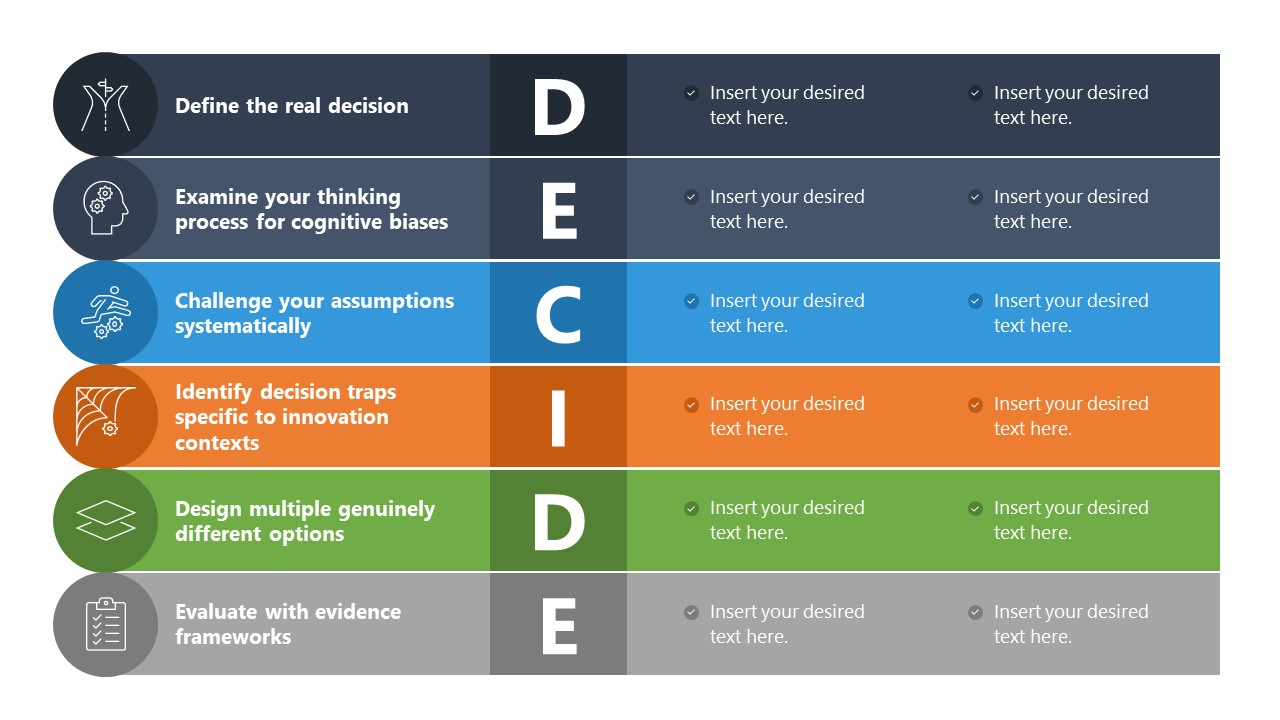 Define the real decision
D
Insert your desired
text here.
Insert your desired
text here.
Examine your thinking
process for cognitive biases
E
Insert your desired
text here.
Insert your desired
text here.
Challenge your assumptions
systematically
C
Insert your desired
text here.
Insert your desired
text here.
Identify decision traps
specific to innovation
contexts
I
Insert your desired
text here.
Insert your desired
text here.
Design multiple genuinely
different options
D
Insert your desired
text here.
Insert your desired
text here.
Evaluate with evidence
frameworks
E
Insert your desired
text here.
Insert your desired
text here.